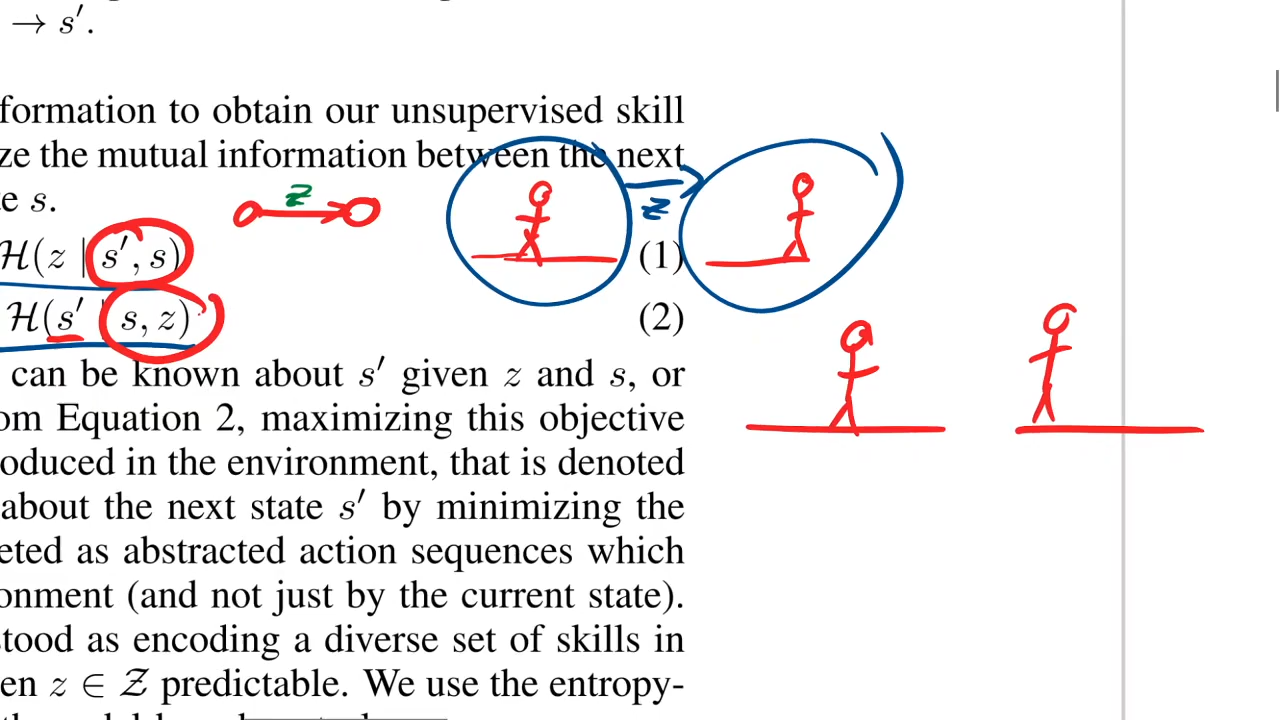 → s′.
formation to obtain our unsupervised skill
ze the mutual information between the next
te s.
z
z
H(z | s′, s) (1)
H(s′ | s, z) (2)
can be known about s′ given z and s, or
om Equation 2, maximizing this objective
oduced in the environment, that is denoted
about the next state s′ by minimizing the
eted as abstracted action sequences which
onment (and not just by the current state).
stood as encoding a diverse set of skills in
en z ∈ Z predictable. We use the entropy-